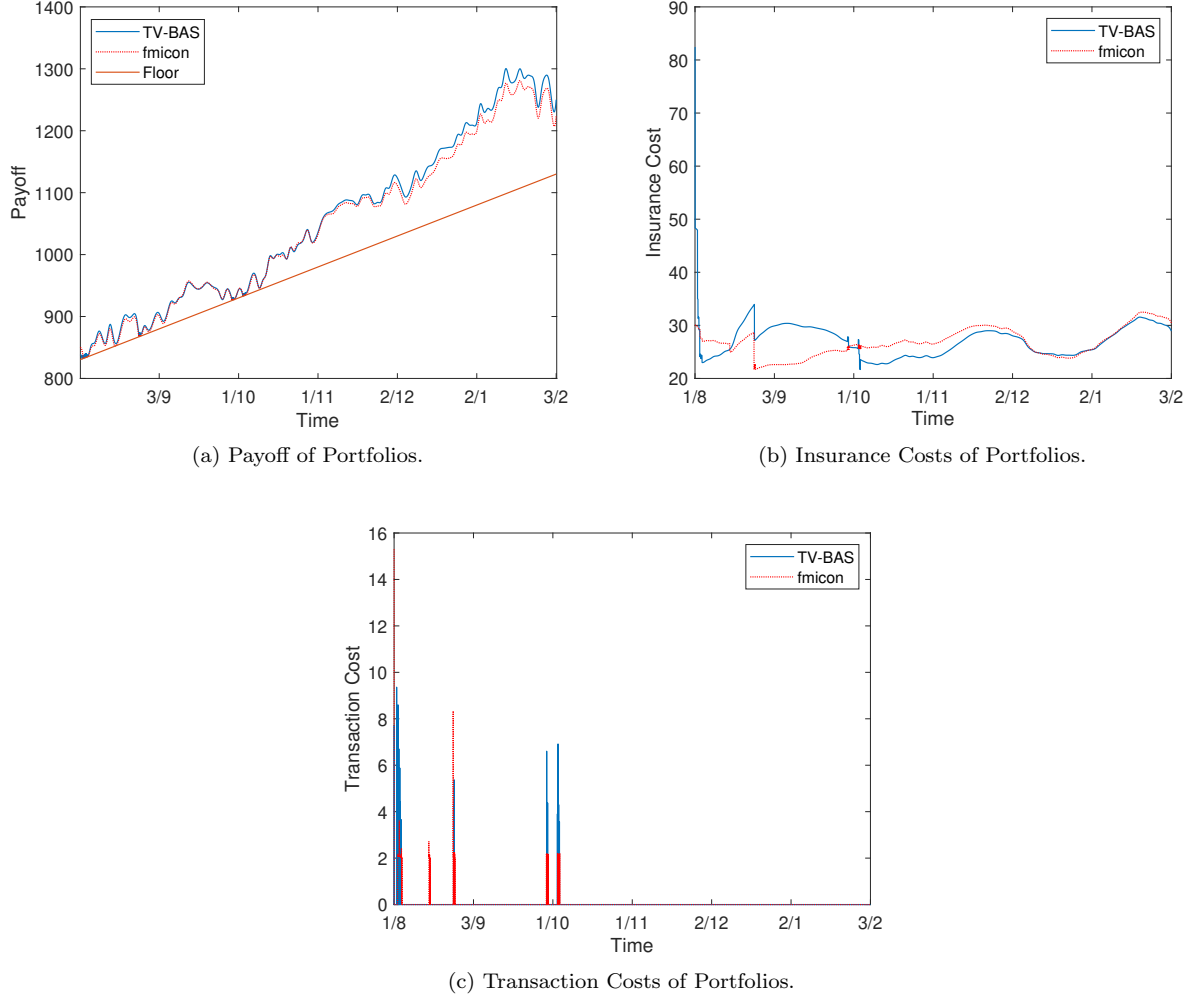 1400
1300
1200
1100
1000
900
800
Payoff
TV-BAS
fmicon
Floor
3/9
1/10
1/11
2/12
2/1
3/2
Time
(a) Payoff of Portfolios.
90
80
70
60
50
40
30
20
Insurance Cost
TV-BAS
fmicon
1/8
3/9
1/10
1/11
2/12
2/1
3/2
Time
(b) Insurance Costs of Portfolios.
16
14
12
10
8
6
4
2
0
Transaction Cost
TV-BAS
fmicon
1/8
3/9
1/10
1/11
2/12
2/1
3/2
Time
(c) Transaction Costs of Portfolios.